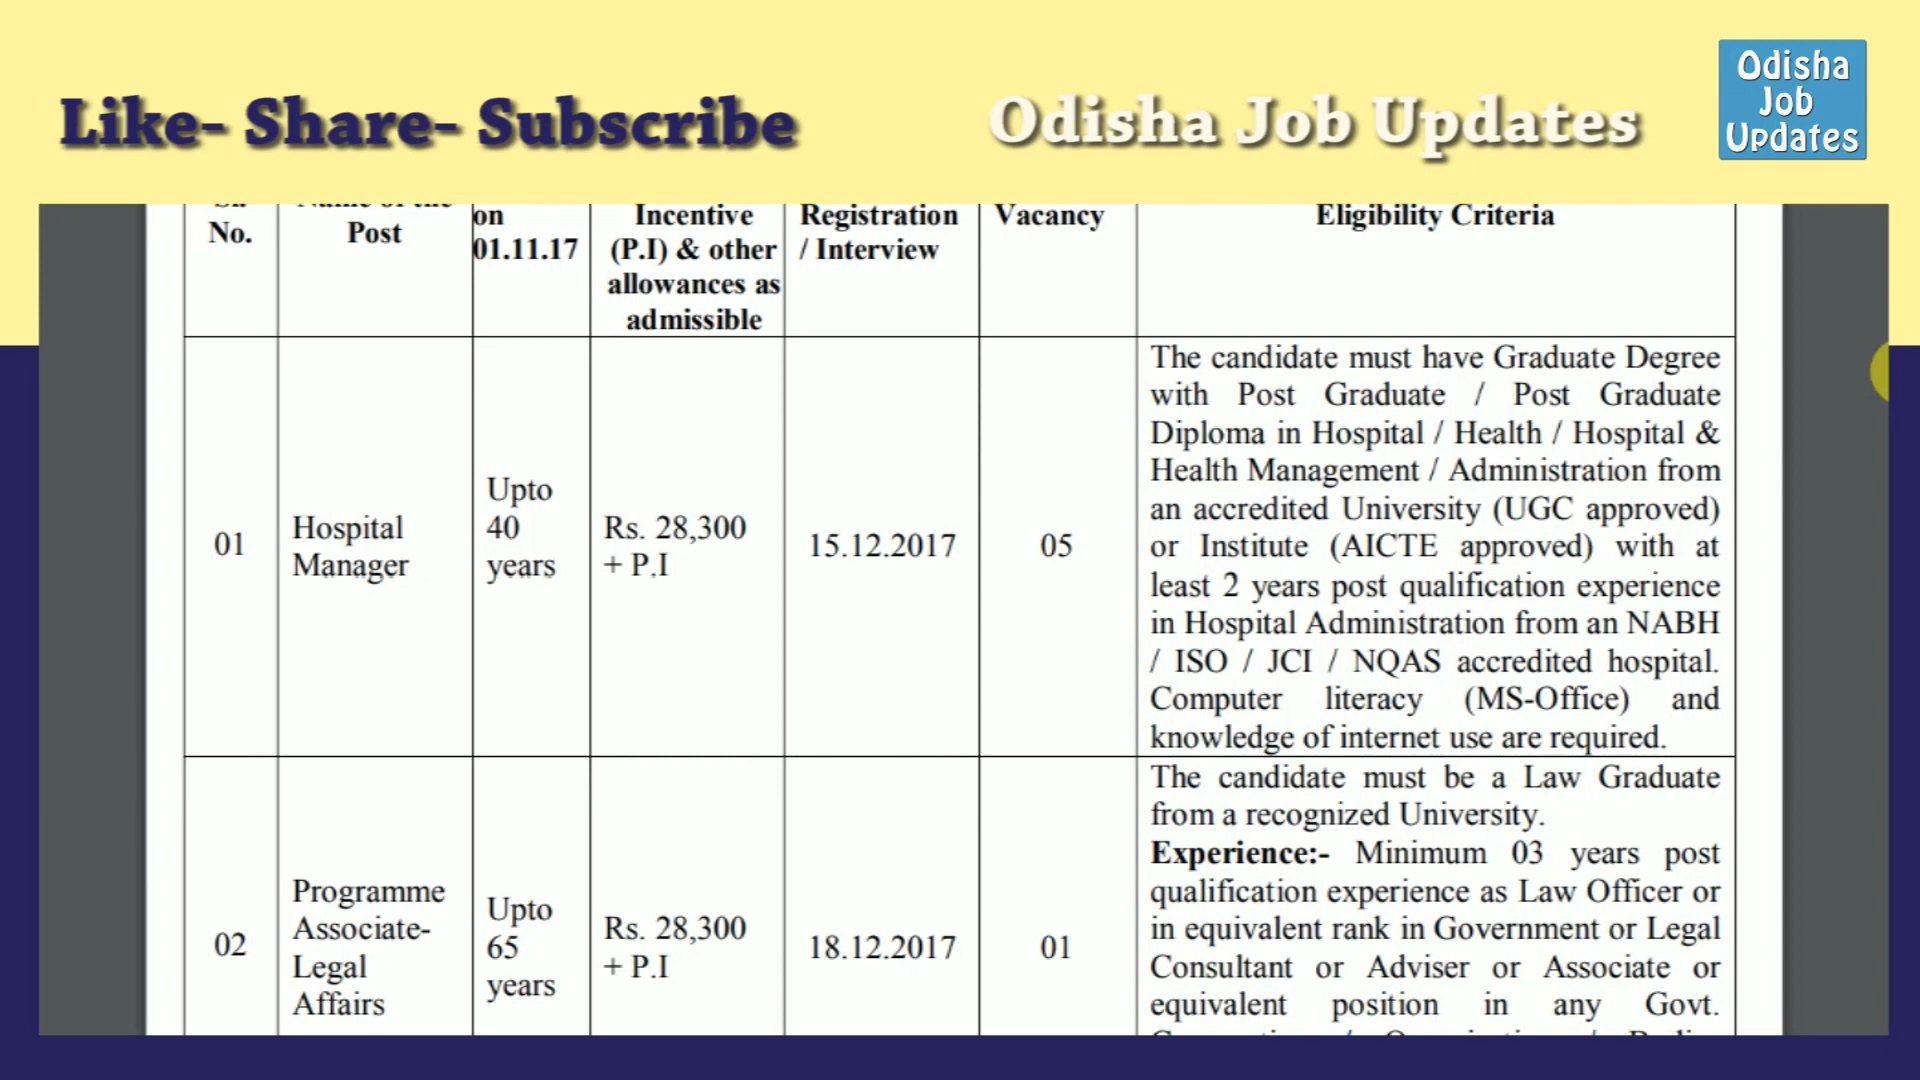 Like- Share- Subscribe
Odisha Job Updates
Odisha
Job
Updates
No.
Post
on
01.11.17
Incentive
(P.I) & other
allowances as
admissible
Registration
/ Interview
Vacancy
Eligibility Criteria
01
Hospital
Manager
Upto
40
years
Rs. 28,300
+ P.I
15.12.2017
05
The candidate must have Graduate Degree
with Post Graduate / Post Graduate
Diploma in Hospital / Health / Hospital &
Health Management / Administration from
an accredited University (UGC approved)
or Institute (AICTE approved) with at
least 2 years post qualification experience
in Hospital Administration from an NABH
/ ISO / JCI / NQAS accredited hospital.
Computer literacy (MS-Office) and
knowledge of internet use are required.
02
Programme
Associate-
Legal
Affairs
Upto
65
years
Rs. 28,300
+ P.I
18.12.2017
01
The candidate must be a Law Graduate
from a recognized University.
Experience:- Minimum 03 years post
qualification experience as Law Officer or
in equivalent rank in Government or Legal
Consultant or Adviser or Associate or
equivalent position in any Govt.